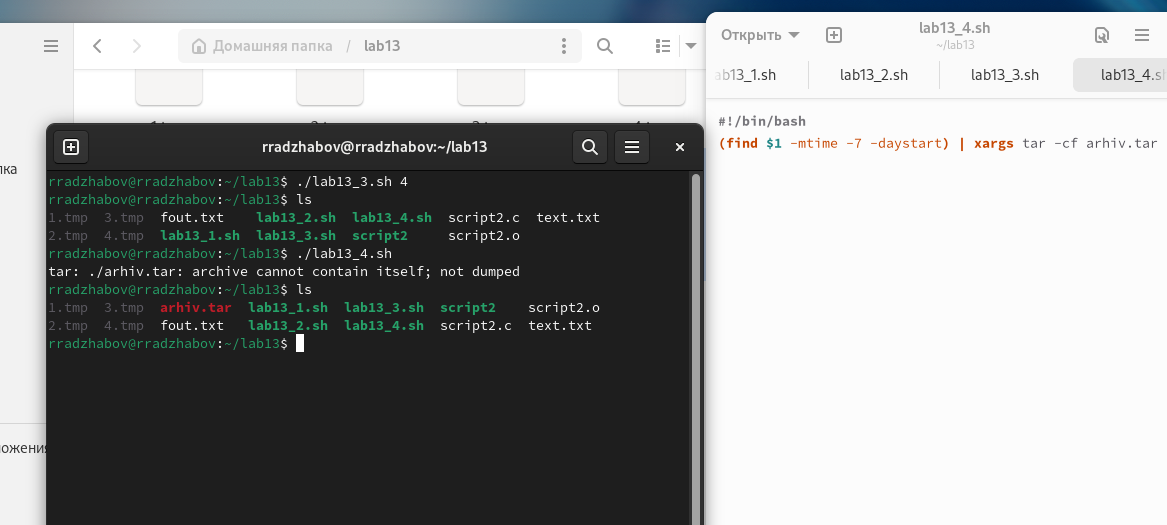 Домашняя папка / lab13
Открыть
lab13_4.sh
~/lab13
ab13_1.sh
lab13_2.sh
lab13_3.sh
lab13_4.sh
#!/bin/bash
(find $1 -mtime -7 -daystart) | xargs tar -cf arhiv.tar
rradzhabov@rradzhabov:~/lab13
rradzhabov@rradzhabov:~/lab13$ ./lab13_3.sh 4
rradzhabov@rradzhabov:~/lab13$ ls
1.tmp 3.tmp fout.txt lab13_2.sh lab13_4.sh script2.c text.txt
2.tmp 4.tmp lab13_1.sh lab13_3.sh script2 script2.o
rradzhabov@rradzhabov:~/lab13$ ./lab13_4.sh
tar: ./arhiv.tar: archive cannot contain itself; not dumped
rradzhabov@rradzhabov:~/lab13$ ls
1.tmp 3.tmp arhiv.tar lab13_1.sh lab13_3.sh script2 script2.o
2.tmp 4.tmp fout.txt lab13_2.sh lab13_4.sh script2.c text.txt
rradzhabov@rradzhabov:~/lab13$